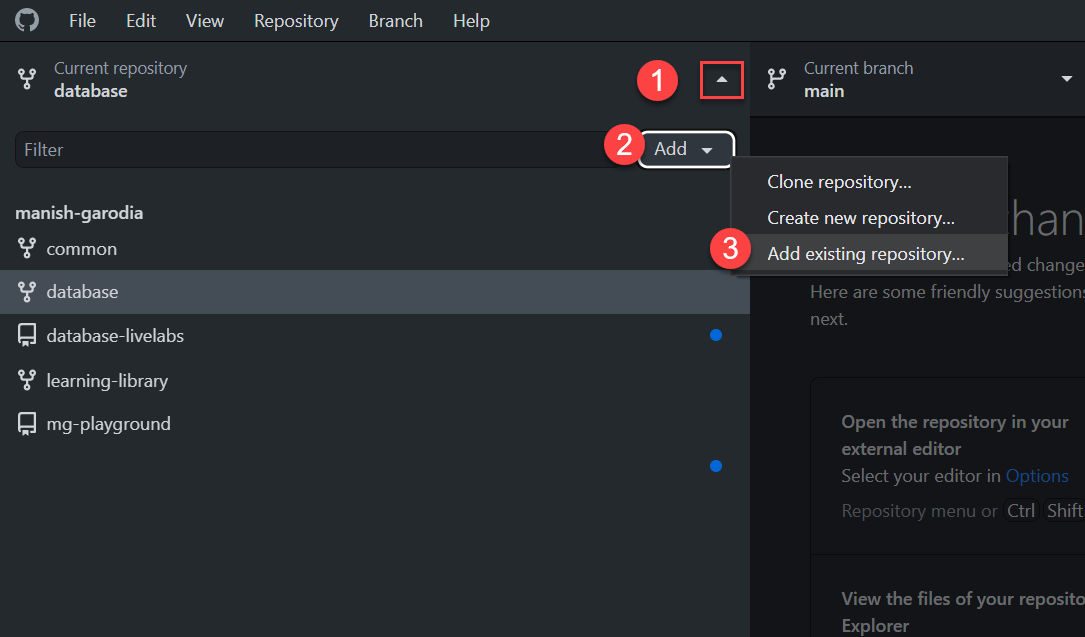 File Edit View Repository Branch Help
Current repository
database
1
Current branch
main
Filter
2
Add
Clone repository...
Create new repository...
3
Add existing repository...
manish-garodia
common
database
database-livelabs
learning-library
mg-playground
Here are some friendly suggestions
next.
Open the repository in your
external editor
Select your editor in Options
Repository menu or Ctrl Shift
View the files of your reposito
Explorer